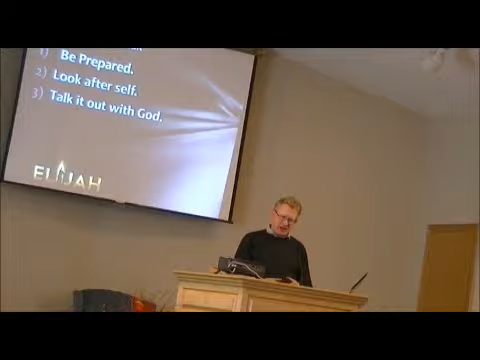 1) Be Prepared.
2) Look after self.
3) Talk it out with God.
ELIJAH